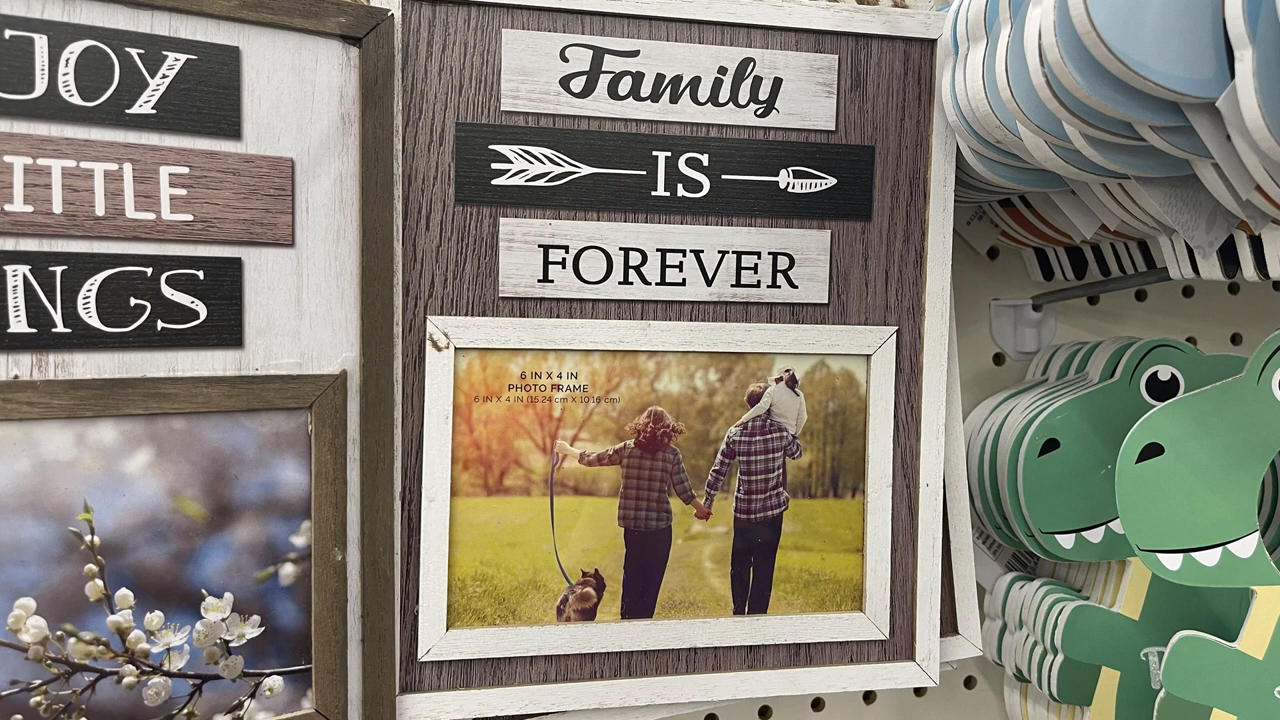 JOY
ITTLE
NGS
Family
IS
FOREVER
6 IN X 4 IN
PHOTO FRAME
6 IN X 4 IN (15.24 cm X 10.16 cm)